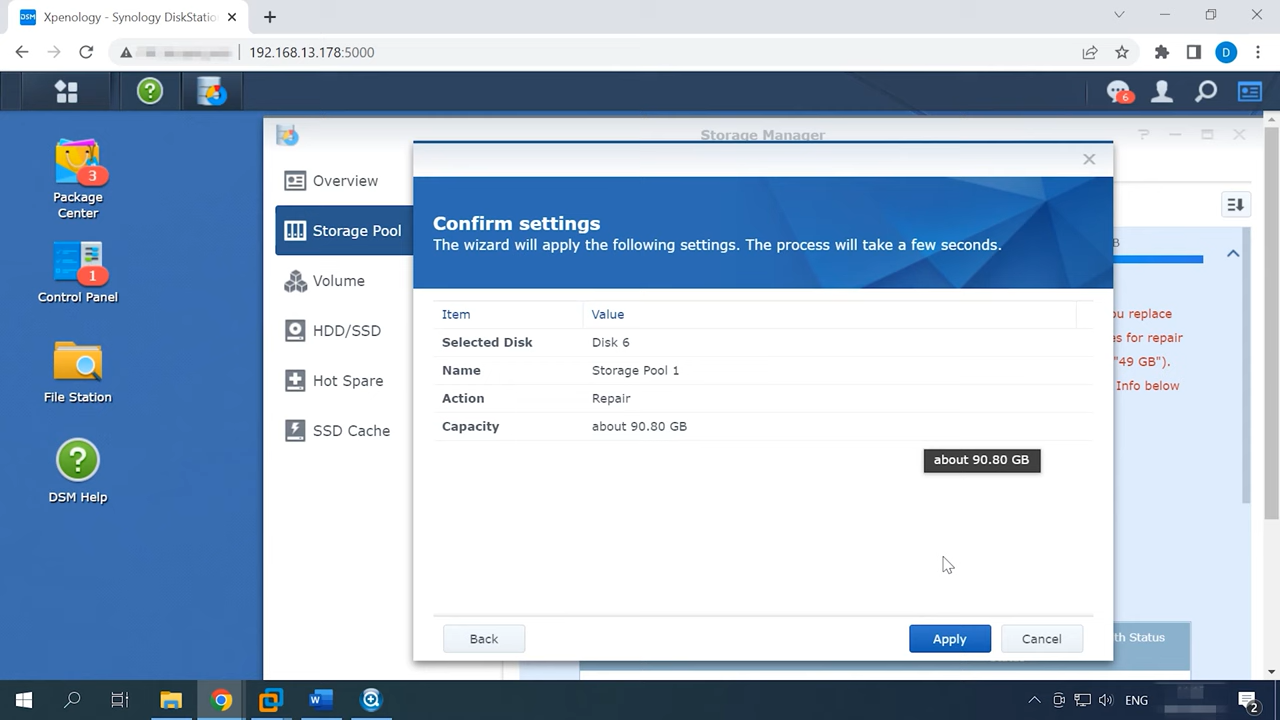 DSM
Xpenology - Synology DiskStatio
192.168.13.178:5000
D
6
Storage Manager
3
Package
Center
1
Control Panel
File Station
DSM Help
Overview
Storage Pool
Volume
HDD/SSD
Hot Spare
SSD Cache
Confirm settings
The wizard will apply the following settings. The process will take a few seconds.
Item Value
Selected Disk Disk 6
Name Storage Pool 1
Action Repair
Capacity about 90.80 GB
about 90.80 GB
Back
Apply
Cancel
B
ou replace
es for repair
"49 GB").
Info below
th Status
ENG
2